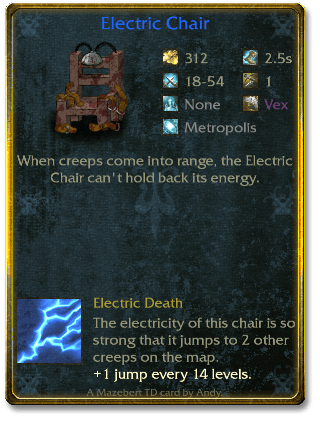 Electric Chair
312
2.5s
18-54
1
None
Vex
Metropolis
When creeps come into range, the Electric
Chair can't hold back its energy.
Electric Death
The electricity of this chair is so
strong that it jumps to 2 other
creeps on the map.
+1 jump every 14 levels.
A Mazebert TD card by Andy.